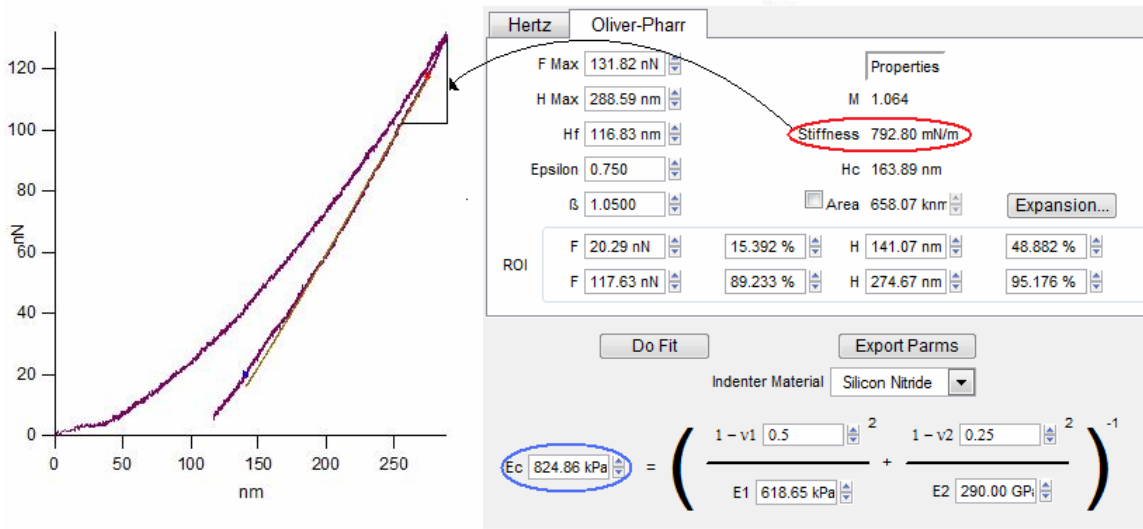 Hertz Oliver-Pharr
F Max 131.82 nN
Properties
H Max 288.59 nm
M 1.064
Hf 116.83 nm
Stiffness 792.80 mN/m
Epsilon 0.750
Hc 163.89 nm
ß 1.0500
Area 658.07 knm
Expansion...
ROI
F 20.29 nN 15.392 % H 141.07 nm 48.882 %
F 117.63 nN 89.233 % H 274.67 nm 95.176 %
Do Fit Export Parms
Indenter Material Silicon Nitride
Ec 824.86 kPa = ( 1 − ν1 0.5 2 + 1 − ν2 0.25 2 ) -1
E1 618.65 kPa E2 290.00 GP
120
100
80
60
40
20
0
nN
0 50 100 150 200 250
nm